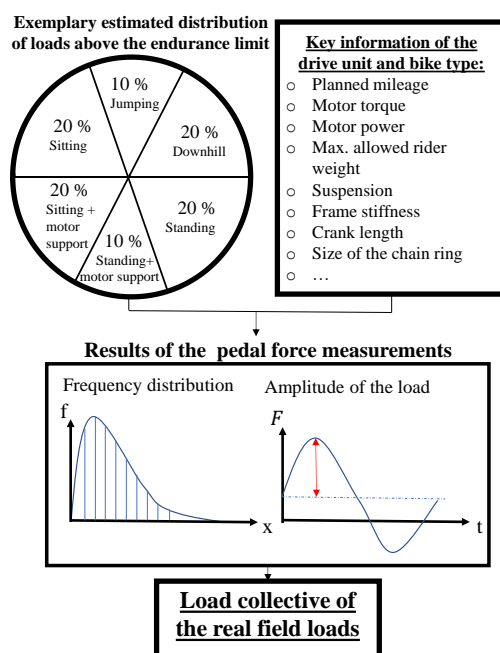 Exemplary estimated distribution
of loads above the endurance limit
10 %
Jumping
20 %
Downhill
20 %
Standing
10 %
Standing+
motor support
20 %
Sitting +
motor
support
20 %
Sitting
Key information of the
drive unit and bike type:
○ Planned mileage
○ Motor torque
○ Motor power
○ Max. allowed rider
weight
○ Suspension
○ Frame stiffness
○ Crank length
○ Size of the chain ring
○ …
Results of the pedal force measurements
Frequency distribution
f
x
Amplitude of the load
F
t
Load collective of
the real field loads